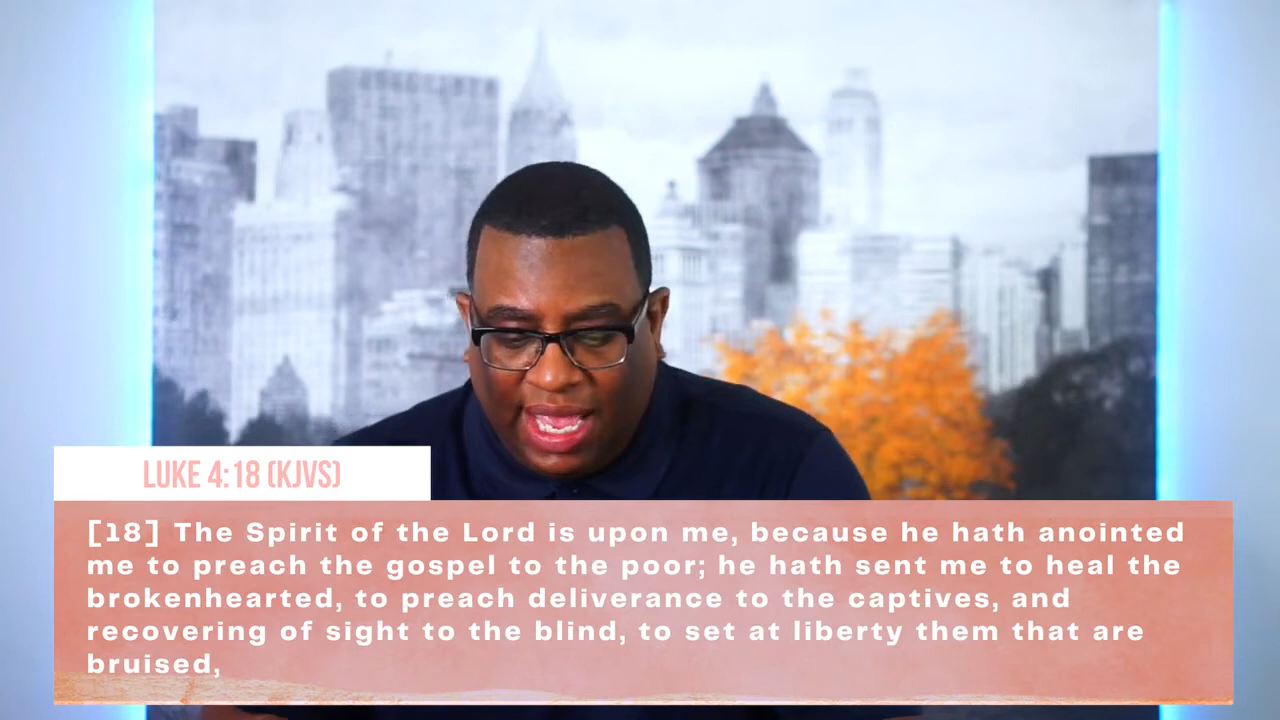 LUKE 4:18 (KJVS)
[18] The Spirit of the Lord is upon me, because he hath anointed
me to preach the gospel to the poor; he hath sent me to heal the
brokenhearted, to preach deliverance to the captives, and
recovering of sight to the blind, to set at liberty them that are
bruised,